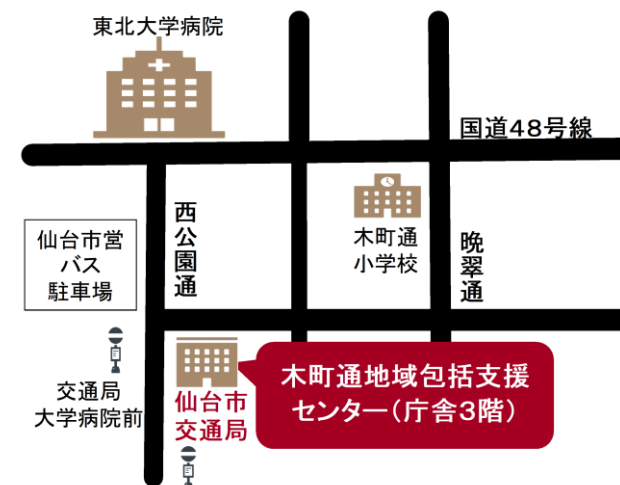 東北大学病院
国道48号線
西公園通
木町通
小学校
晩翠通
仙台市営
バス
駐車場
交通局
大学病院前
仙台市
交通局
木町通地域包括支援
センター(庁舎3階)